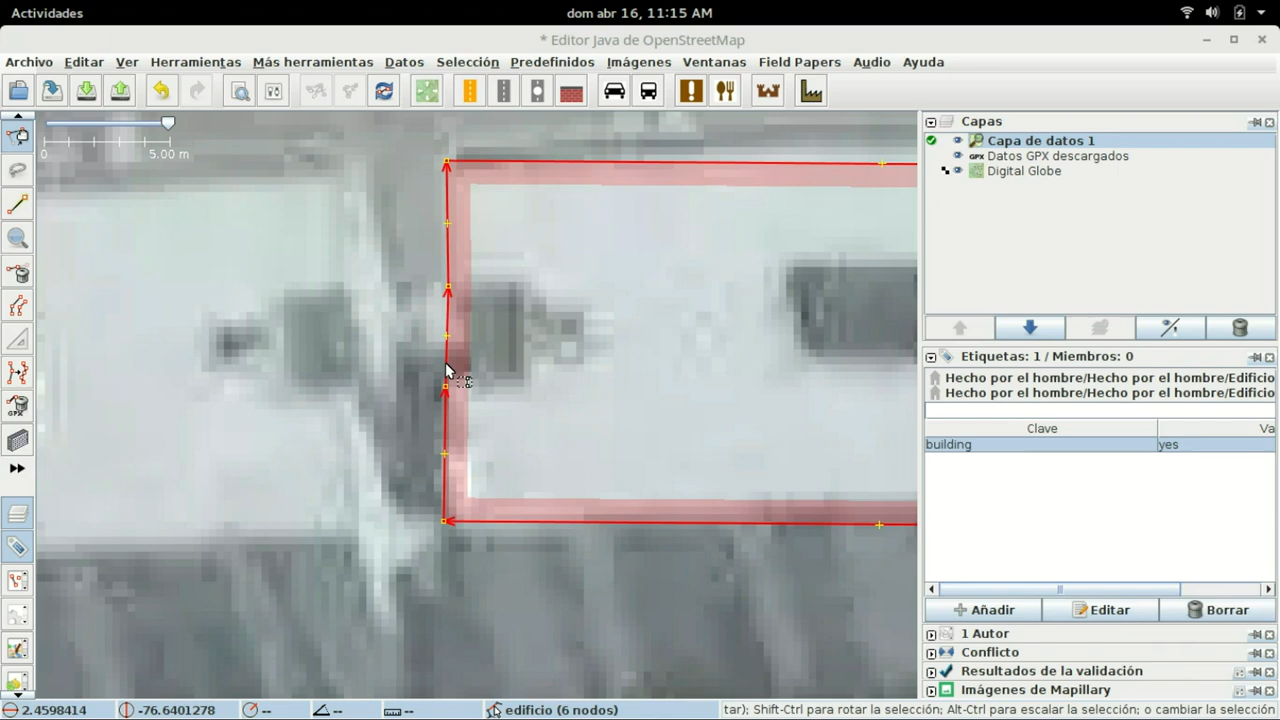 Actividades
dom abr 16, 11:15 AM
* Editor Java de OpenStreetMap
Archivo Editar Ver Herramientas Más herramientas Datos Selección Predefinidos Imágenes Ventanas Field Papers Audio Ayuda
0 5.00 m
Capas
Capa de datos 1
GPX Datos GPX descargados
Digital Globe
Etiquetas: 1 / Miembros: 0
Hecho por el hombre/Hecho por el hombre/Edificio
Hecho por el hombre/Hecho por el hombre/Edificio
Clave Va
building yes
GPX
Añadir Editar Borrar
1 Autor
Conflicto
Resultados de la validación
Imágenes de Mapillary
2.4598414 -76.6401278 -- -- -- edificio (6 nodos) tar); Shift-Ctrl para rotar la selección; Alt-Ctrl para escalar la selección; o cambiar la selección